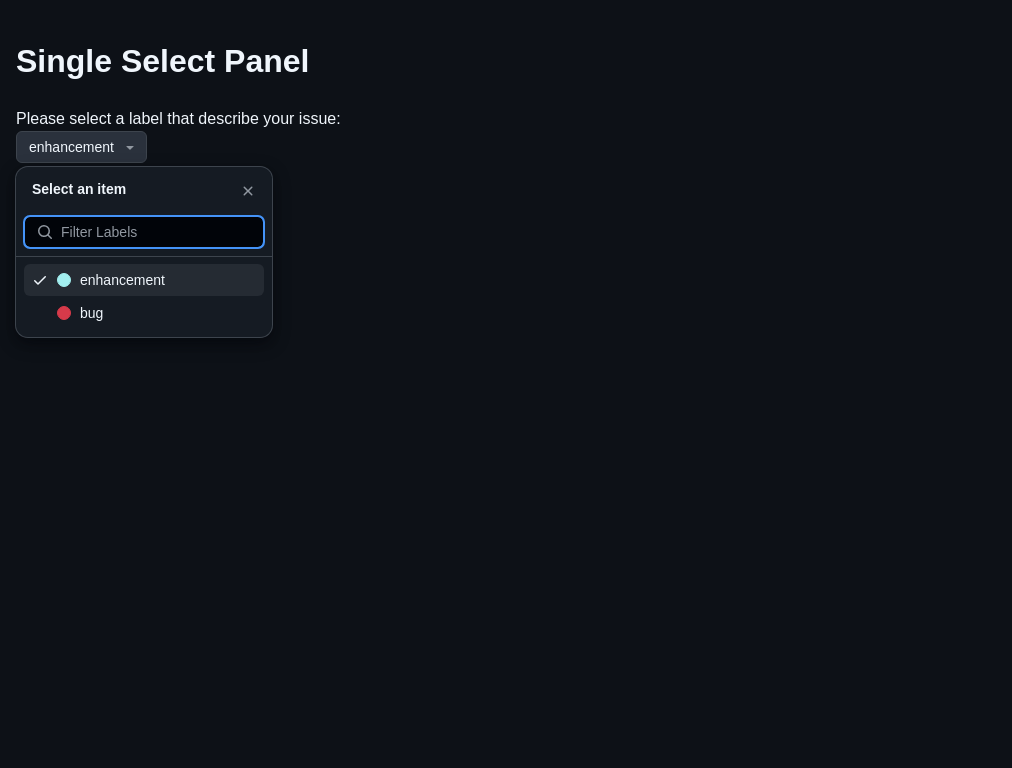 Single Select Panel
Please select a label that describe your issue:
enhancement
Select an item
Filter Labels
enhancement
bug